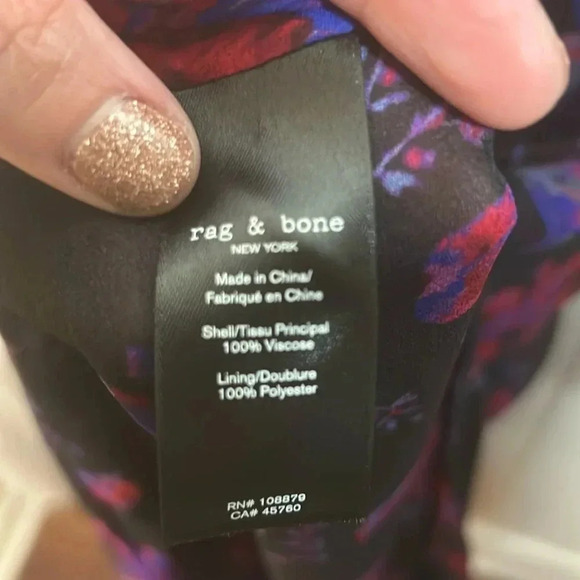 rag & bone
NEW YORK
Made in China/
Fabriqué en Chine
Shell/Tissu Principal
100% Viscose
Lining/Doublure
100% Polyester
RN# 108879
CA# 45760